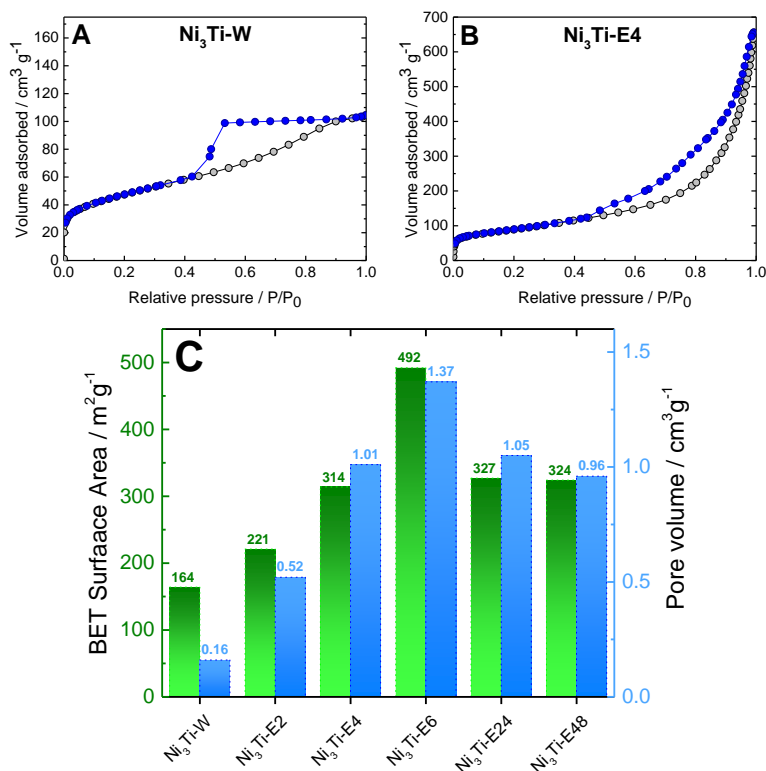 A
Ni₃Ti-W
Volume adsorbed / cm³ g⁻¹
160
140
120
100
80
60
40
20
0
0.0 0.2 0.4 0.6 0.8 1.0
Relative pressure / P/P₀
B
Ni₃Ti-E4
Volume adsorbed / cm³ g⁻¹
700
600
500
400
300
200
100
0
0.0 0.2 0.4 0.6 0.8 1.0
Relative pressure / P/P₀
C
BET Surfaace Area / m²g⁻¹
500
400
300
200
100
0
164 221 314 492 327 324
0.16 0.52 1.01 1.37 1.05 0.96
1.5
1.0
0.5
0.0
Pore volume / cm³g⁻¹
Ni₃Ti-W
Ni₃Ti-E2
Ni₃Ti-E4
Ni₃Ti-E6
Ni₃Ti-E24
Ni₃Ti-E48